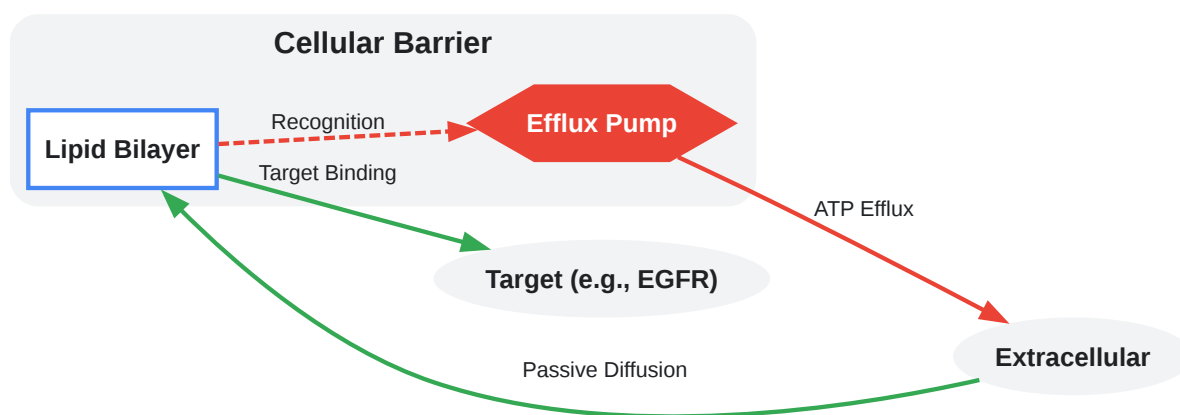 Cellular Barrier
Recognition
Efflux Pump
Lipid Bilayer
Target Binding
ATP Efflux
Target (e.g., EGFR)
Extracellular
Passive Diffusion